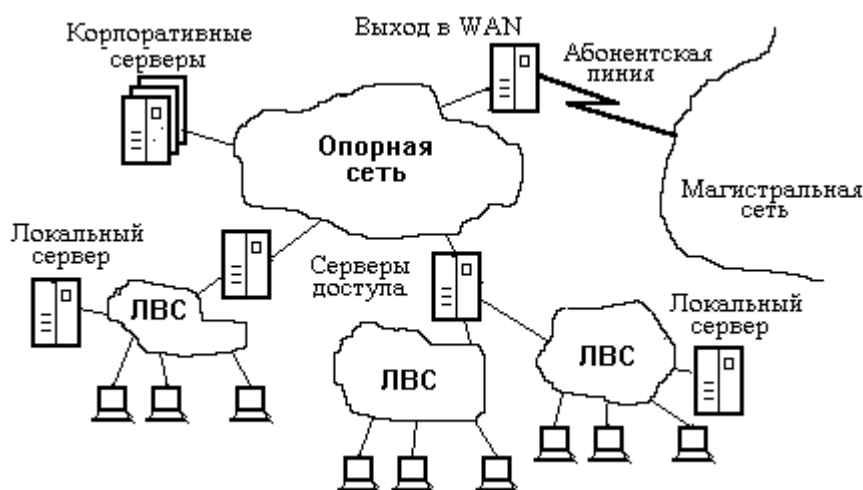 Корпоративные
серверы
Выход в WAN
Абонентская
линия
Опорная
сеть
Магистральная
сеть
Локальный
сервер
Серверы
доступа
Локальный
сервер
ЛВС
ЛВС
ЛВС